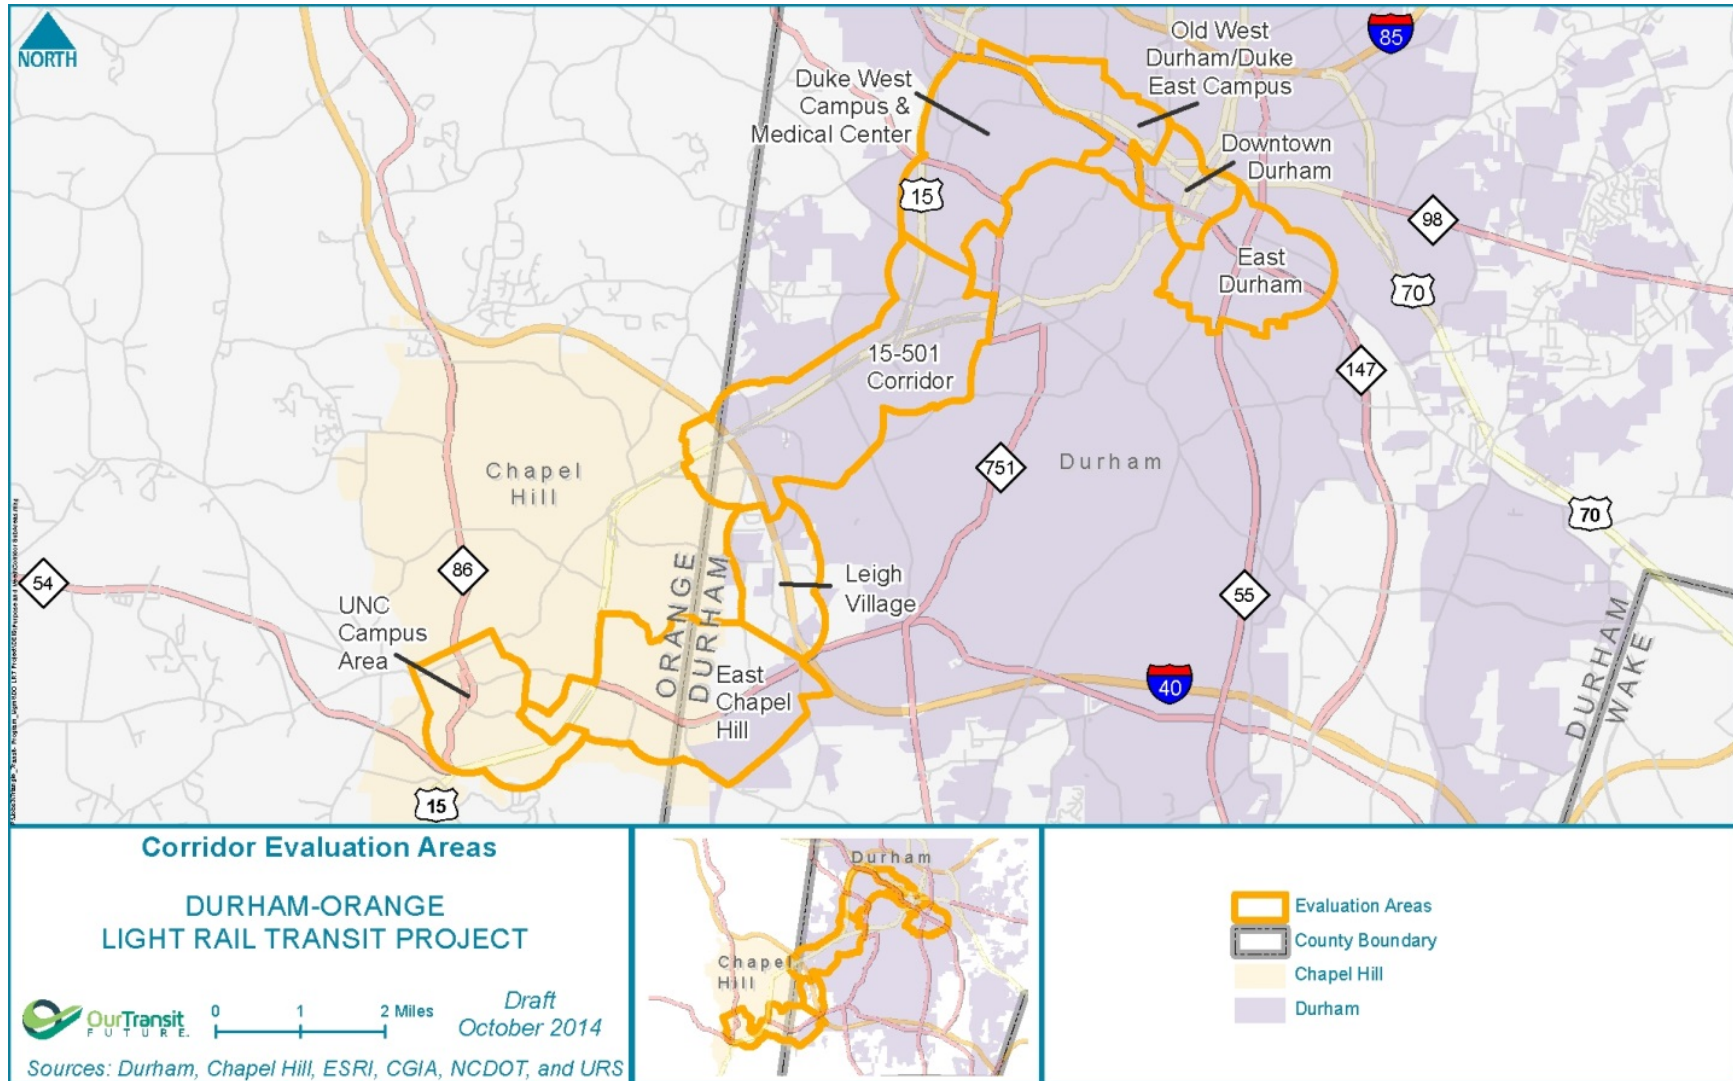 NORTH
85
Old West
Durham/Duke
East Campus
Duke West
Campus &
Medical Center
Downtown
Durham
15
98
East
Durham
70
15-501
Corridor
147
Chapel
Hill
751
Durham
70
ORANGE
DURHAM
54
86
Leigh
Village
55
UNC
Campus
Area
DURHAM
WAKE
East
Chapel
Hill
40
15
Corridor Evaluation Areas
DURHAM-ORANGE
LIGHT RAIL TRANSIT PROJECT
OurTransit
FUTURE.
0 1 2 Miles
Draft
October 2014
Sources: Durham, Chapel Hill, ESRI, CGIA, NCDOT, and URS
Durham
Chapel
Hill
Evaluation Areas
County Boundary
Chapel Hill
Durham